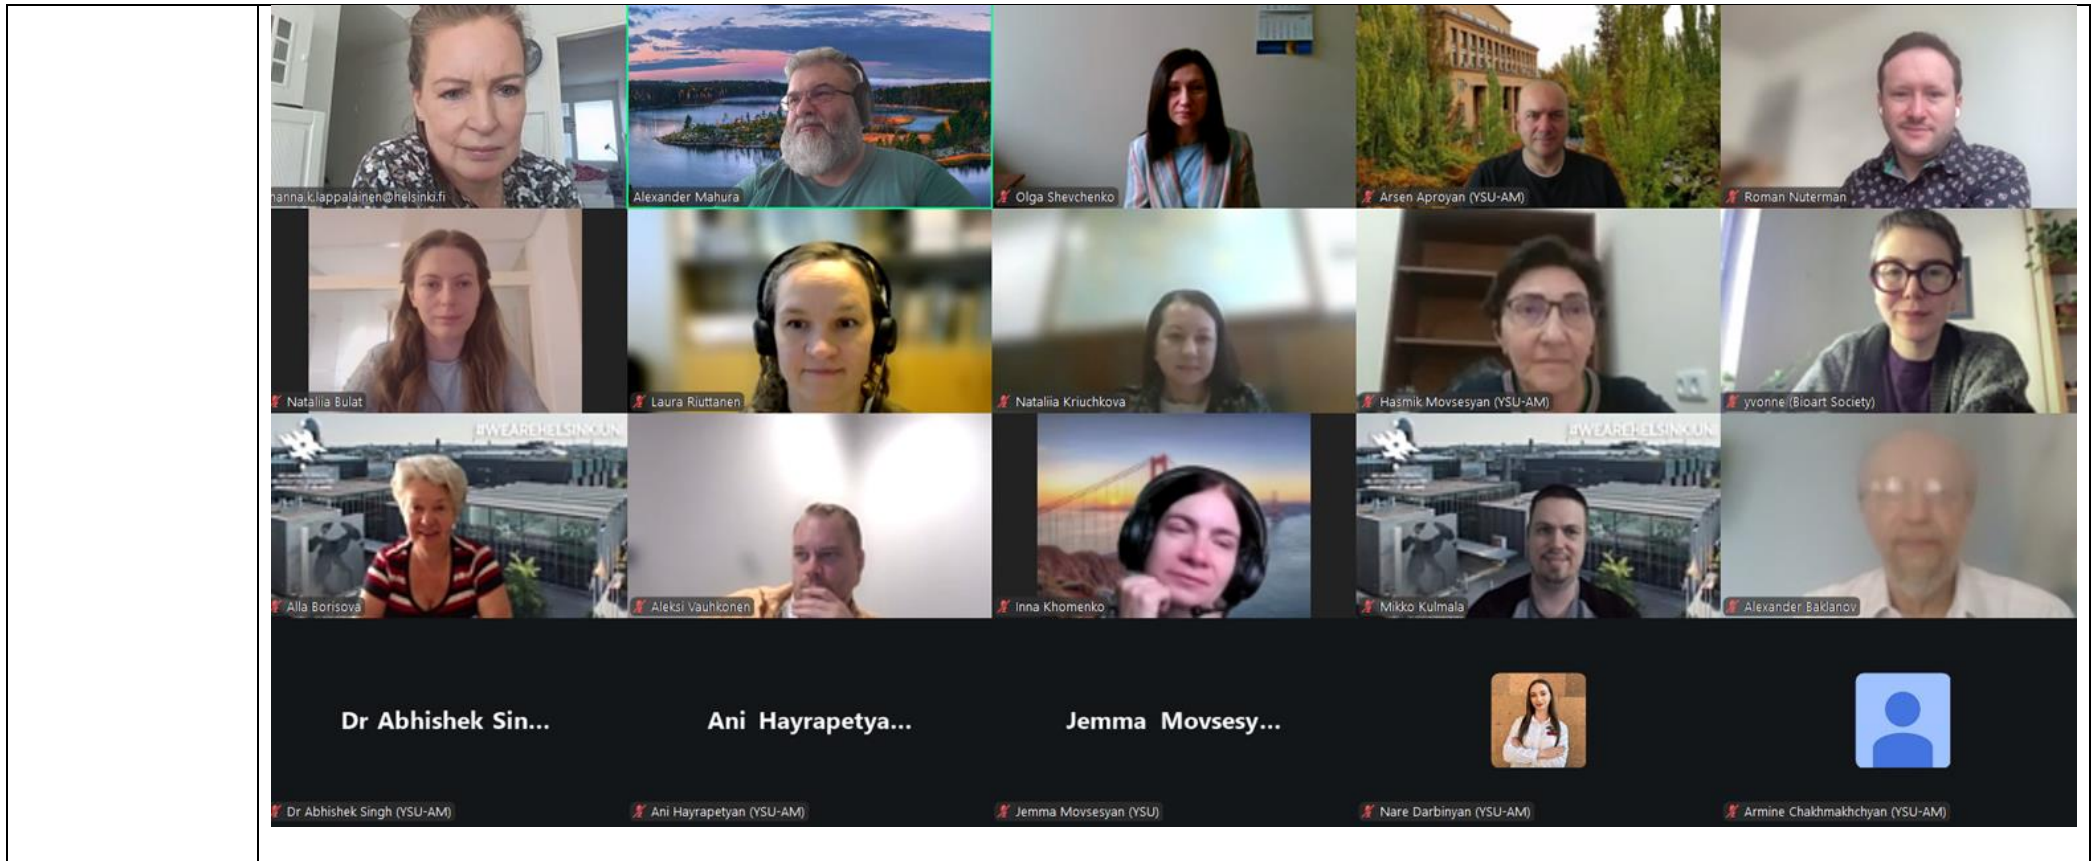 hanna.k.lappalainen@helsinki.fi
Alexander Mahura
Olga Shevchenko
Arsen Aproyan (YSU-AM)
Roman Nuterman
Nataliia Bulat
Laura Riuttanen
Nataliia Kriuchkova
Hasmik Movsesyan (YSU-AM)
yvonne (Bioart Society)
#WEAREHELSINKIUNI
#WEAREHELSINKIUNI
Alla Borisova
Aleksi Vauhkonen
Inna Khomenko
Mikko Kulmala
Alexander Baklanov
Dr Abhishek Sin...
Ani Hayrapetya...
Jemma Movsesy...
Dr Abhishek Singh (YSU-AM)
Ani Hayrapetyan (YSU-AM)
Jemma Movsesyan (YSU)
Nare Darbinyan (YSU-AM)
Armine Chakhmakhchyan (YSU-AM)